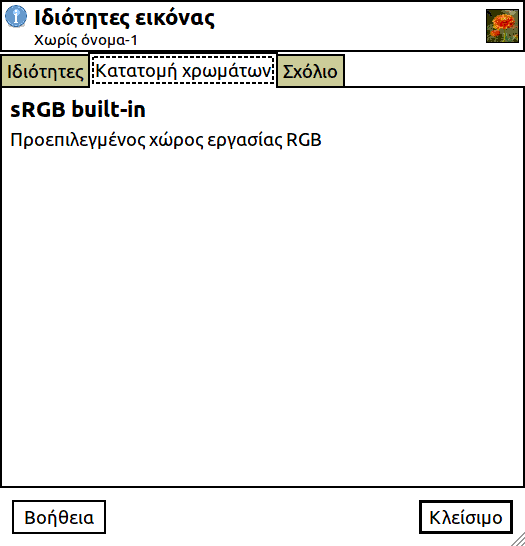 Ιδιότητες εικόνας
Χωρίς όνομα-1
Ιδιότητες Κατατομή χρωμάτων Σχόλιο
sRGB built-in
Προεπιλεγμένος χώρος εργασίας RGB
Βοήθεια Κλείσιμο